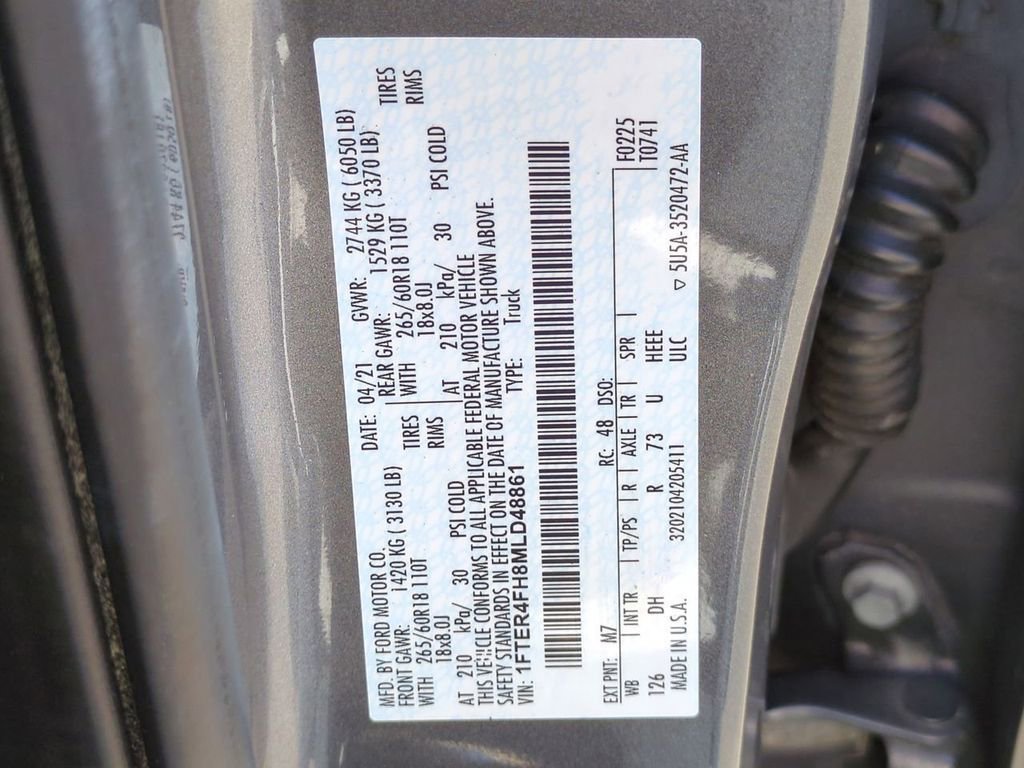 MFD. BY FORD MOTOR CO. DATE: 04/21 GVWR: 2744 KG ( 6050 LB)
FRONT GAWR: 1420 KG ( 3130 LB) REAR GAWR: 1529 KG ( 3370 LB)
WITH 265/60R18 110T TIRES WITH 265/60R18 110T TIRES
18x8.0J RIMS 18x8.0J RIMS
AT 210 kPa/ 30 PSI COLD AT 210 kPa/ 30 PSI COLD
THIS VEHICLE CONFORMS TO ALL APPLICABLE FEDERAL MOTOR VEHICLE
SAFETY STANDARDS IN EFFECT ON THE DATE OF MANUFACTURE SHOWN ABOVE.
VIN: 1FTER4FH8MLD48861 TYPE: Truck
EXT PNT: M7 RC: 48 DSO: F0225
WB INT TR. TP/PS R AXLE TR SPR T0741
126 DH R 73 U HEEE
MADE IN U.S.A. 3202104205411 ULC ▽ 5U5A-3520472-AA